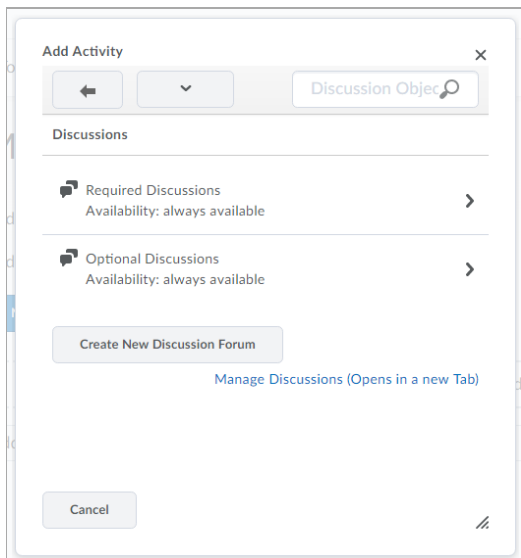 Add Activity
Discussion Objec
Discussions
Required Discussions
Availability: always available
Optional Discussions
Availability: always available
Create New Discussion Forum
Manage Discussions (Opens in a new Tab)
Cancel